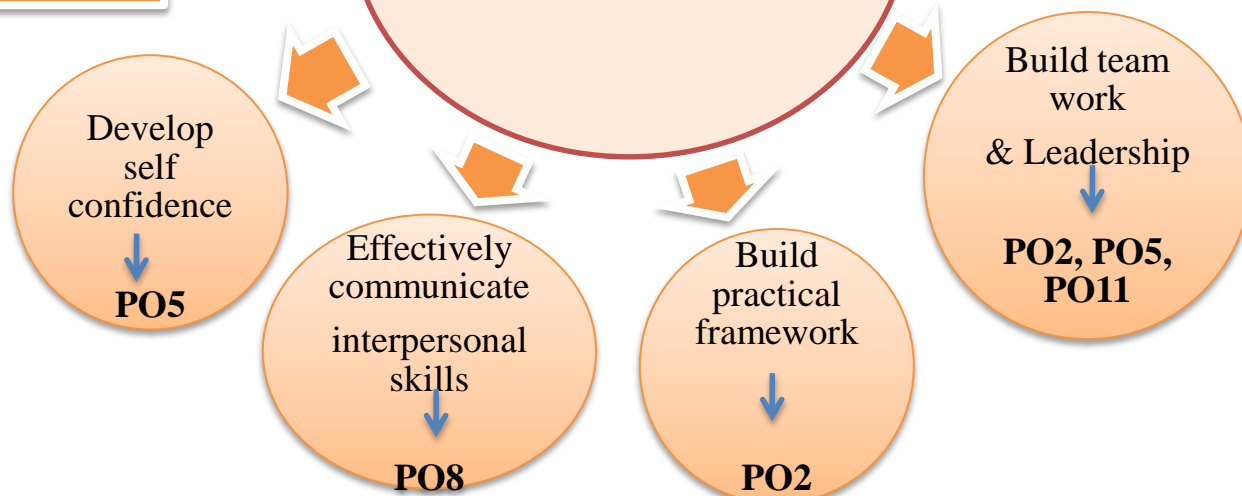 Develop
self
confidence
PO5
Effectively
communicate
interpersonal
skills
PO8
Build
practical
framework
PO2
Build team
work
& Leadership
PO2, PO5,
PO11